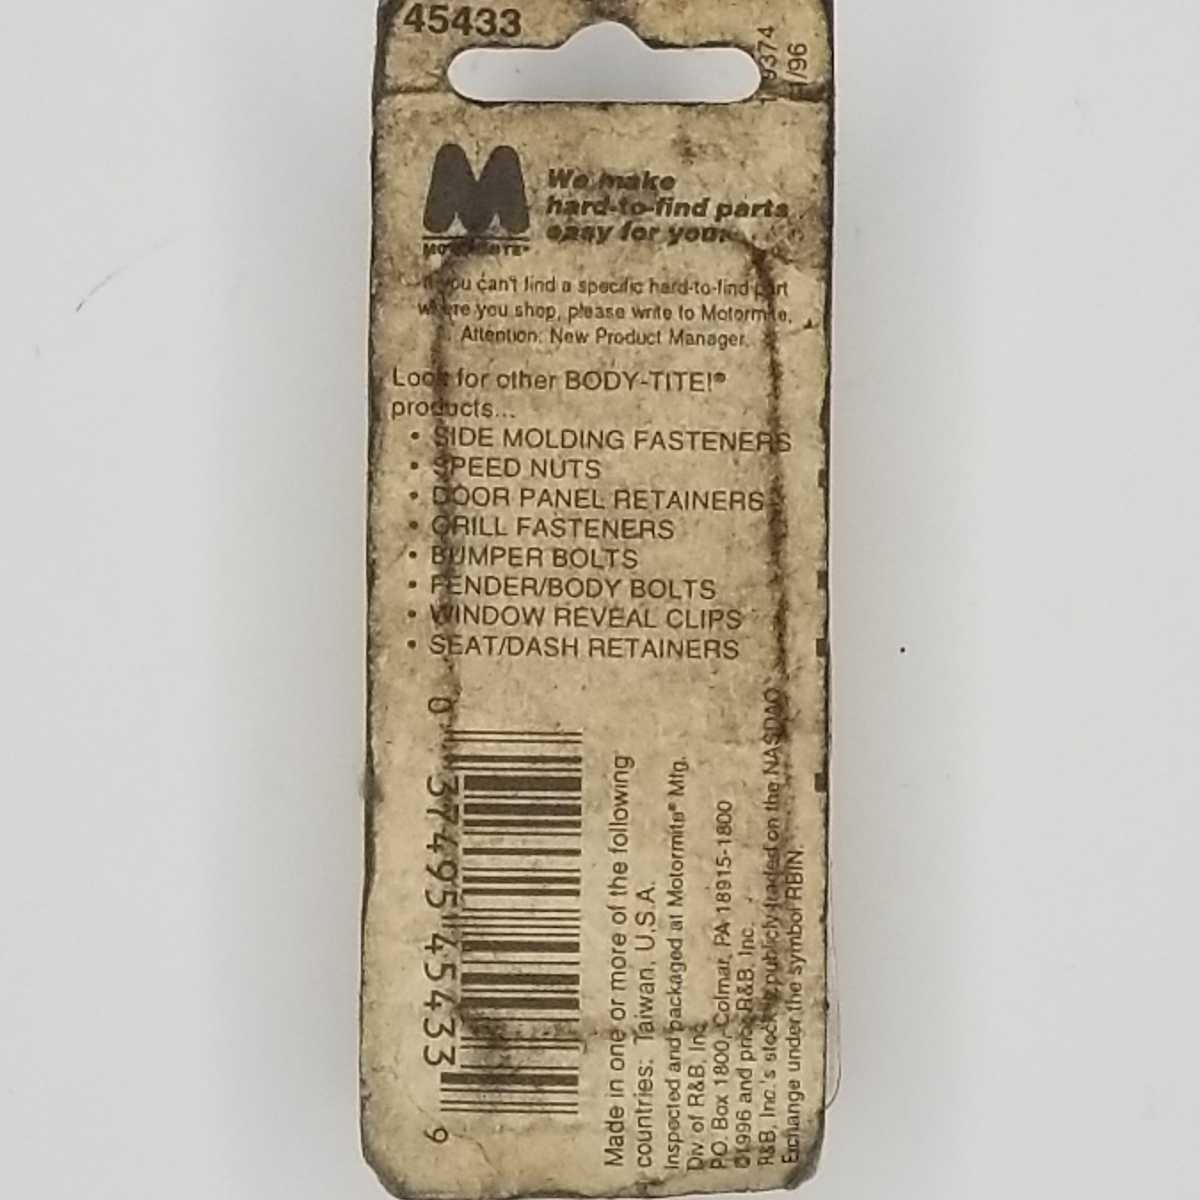 45433
We make
hard-to-find parts
easy for you.
MOTORMITE®
If you can't find a specific hard-to-find part
where you shop, please write to Motormite,
Attention: New Product Manager.
Look for other BODY-TITE!®
products...
• SIDE MOLDING FASTENERS
• SPEED NUTS
• DOOR PANEL RETAINERS
• GRILL FASTENERS
• BUMPER BOLTS
• FENDER/BODY BOLTS
• WINDOW REVEAL CLIPS
• SEAT/DASH RETAINERS
0 37495 45433 9
Made in one or more of the following
countries: Taiwan, U.S.A.
Inspected and packaged at Motormite® Mfg.
Div. of R&B, Inc.
P.O. Box 1800, Colmar, PA 18915-1800
©1996 and prior R&B, Inc.
R&B, Inc.'s stock is publicly traded on the NASDAQ
Exchange under the symbol RBIN.